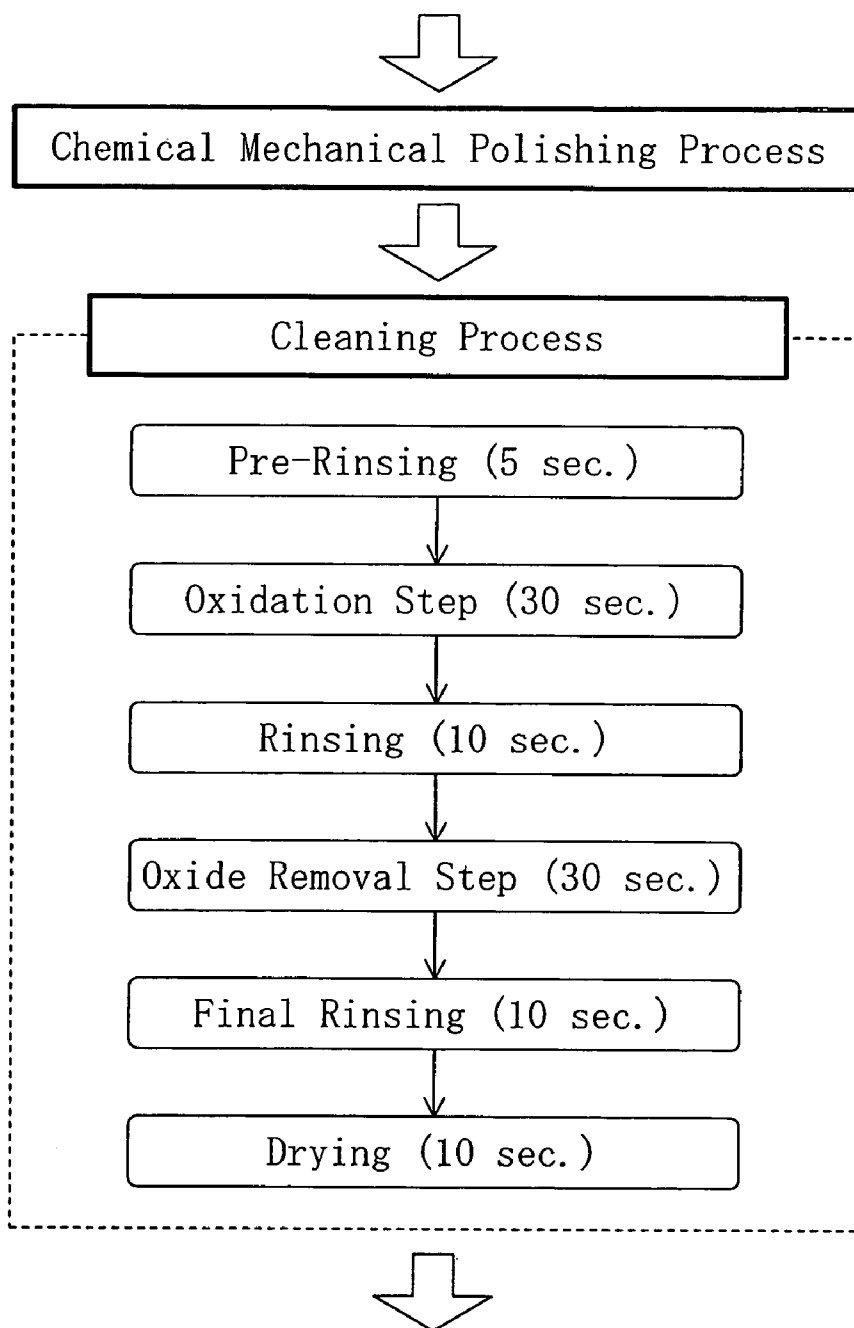 Chemical Mechanical Polishing Process
Cleaning Process
Pre-Rinsing (5 sec.)
Oxidation Step (30 sec.)
Rinsing (10 sec.)
Oxide Removal Step (30 sec.)
Final Rinsing (10 sec.)
Drying (10 sec.)